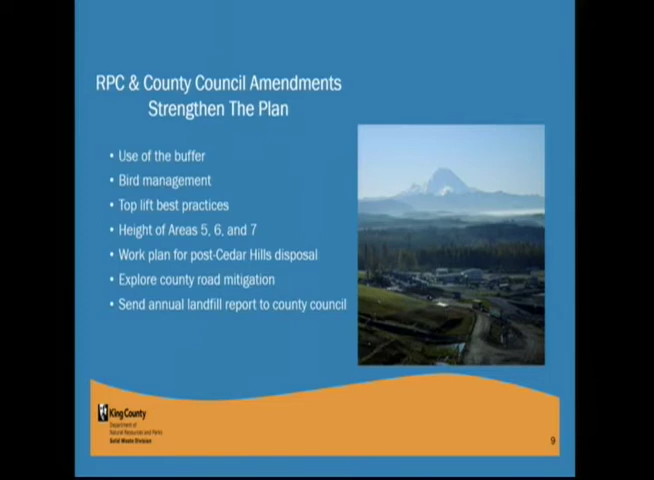 RPC & County Council Amendments
Strengthen The Plan
• Use of the buffer
• Bird management
• Top lift best practices
• Height of Areas 5, 6, and 7
• Work plan for post-Cedar Hills disposal
• Explore county road mitigation
• Send annual landfill report to county council
King County
Department of
Natural Resources and Parks
Solid Waste Division
9